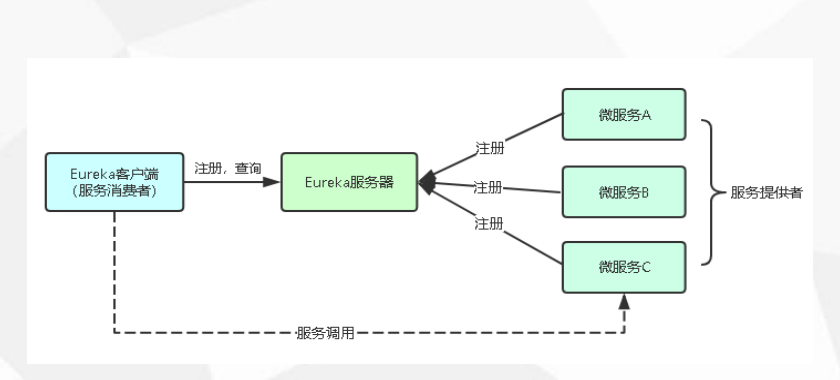 微服务A
注册
Eureka客户端
(服务消费者)
注册，查询
Eureka服务器
注册
微服务B
服务提供者
注册
微服务C
服务调用